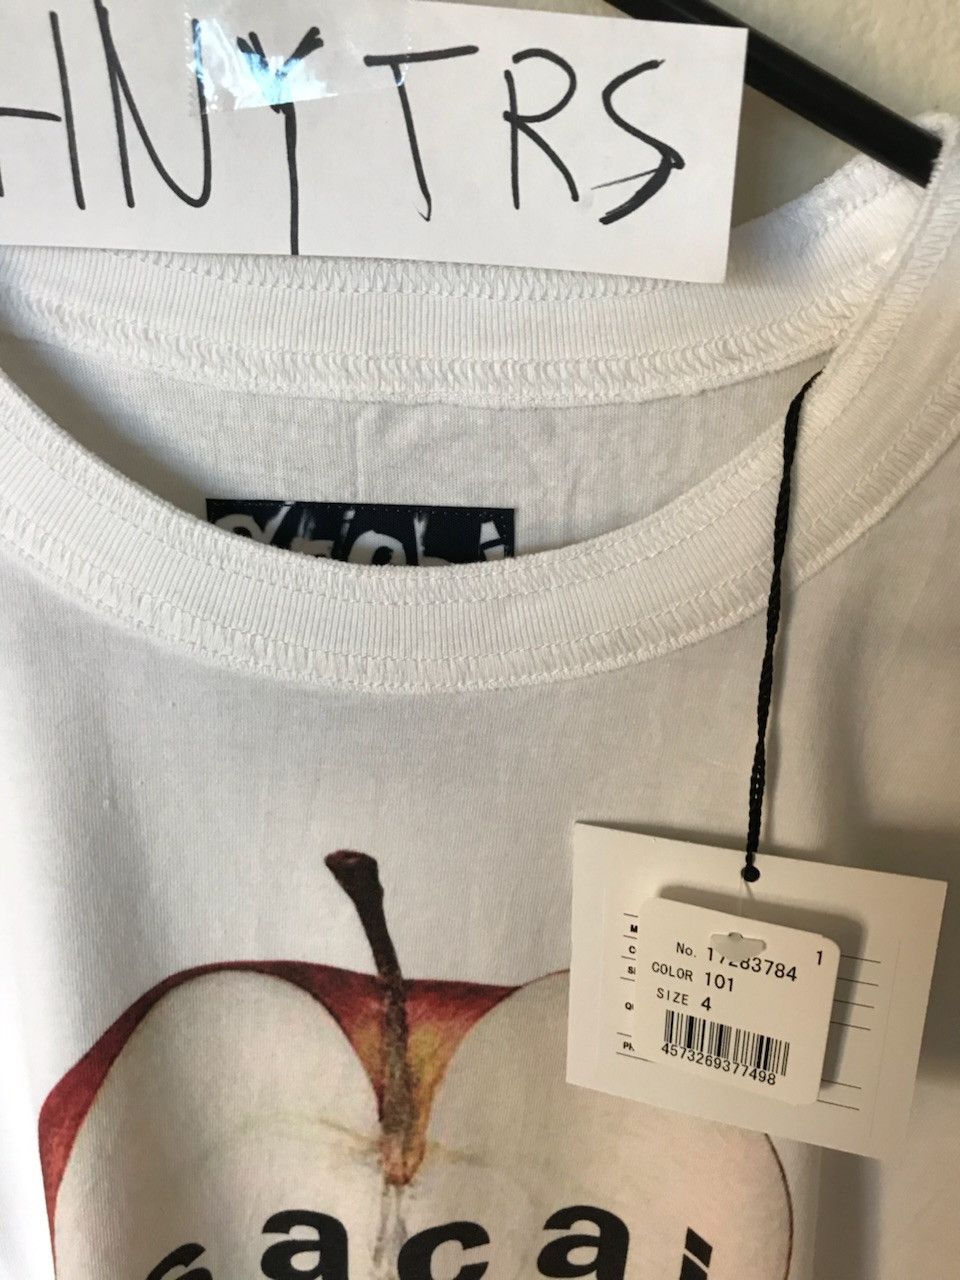 HNYTRS
No. 17283784 1
COLOR 101
SIZE 4
4573269377498
sacai